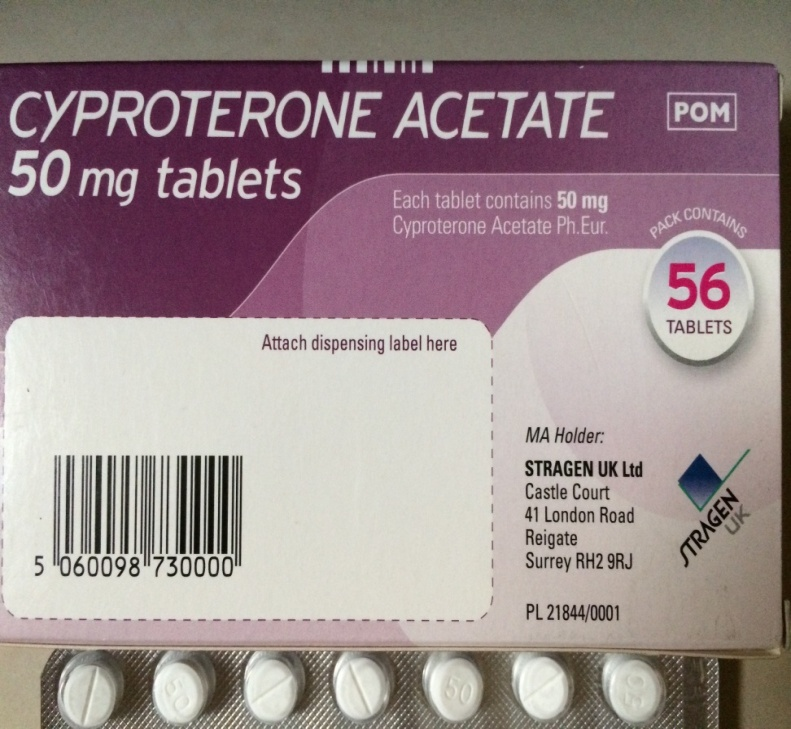 CYPROTERONE ACETATE
POM
50 mg tablets
Each tablet contains 50 mg
Cyproterone Acetate Ph.Eur.
PACK CONTAINS
56
TABLETS
Attach dispensing label here
MA Holder:
STRAGEN UK Ltd
Castle Court
41 London Road
Reigate
Surrey RH2 9RJ
PL 21844/0001
STRAGEN
UK
5 060098 730000
50
50
50